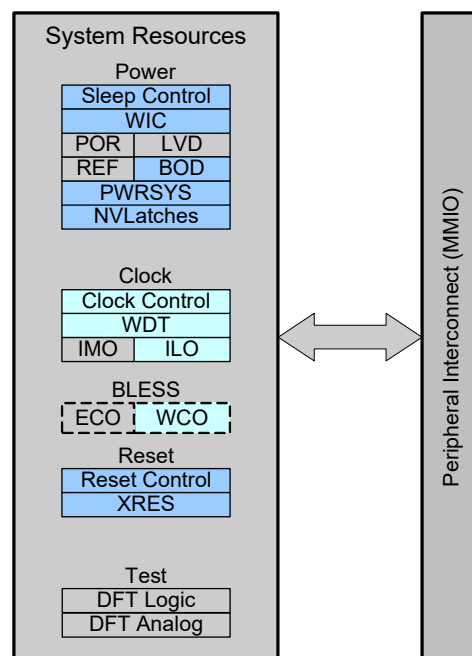 System Resources
Power
Sleep Control
WIC
POR LVD
REF BOD
PWRSYS
NVLatches
Clock
Clock Control
WDT
IMO ILO
BLESS
ECO WCO
Reset
Reset Control
XRES
Test
DFT Logic
DFT Analog
Peripheral Interconnect (MMIO)